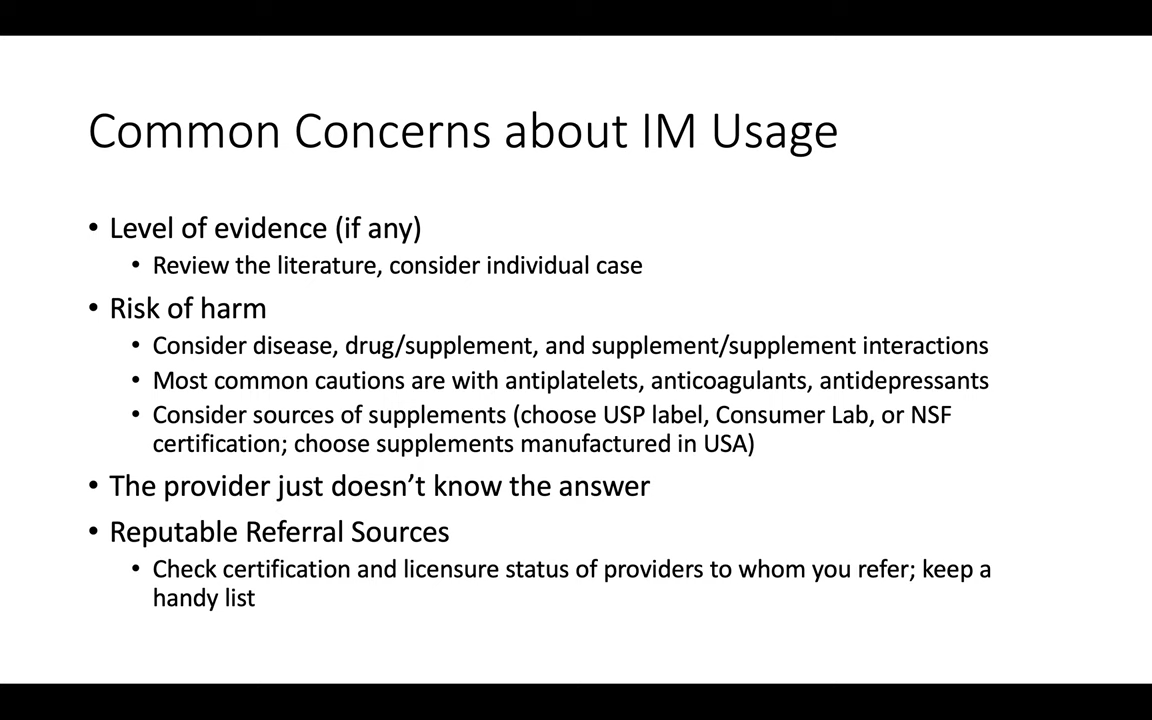 Common Concerns about IM Usage
• Level of evidence (if any)
• Review the literature, consider individual case
• Risk of harm
• Consider disease, drug/supplement, and supplement/supplement interactions
• Most common cautions are with antiplatelets, anticoagulants, antidepressants
• Consider sources of supplements (choose USP label, Consumer Lab, or NSF
certification; choose supplements manufactured in USA)
• The provider just doesn’t know the answer
• Reputable Referral Sources
• Check certification and licensure status of providers to whom you refer; keep a
handy list